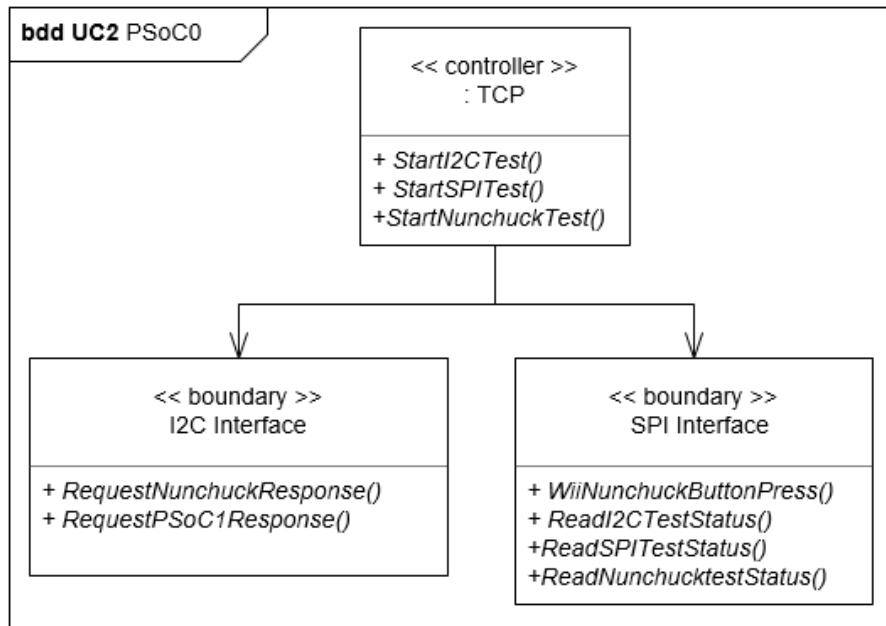 bdd UC2 PSoC0
<< controller >>
: TCP
+ StartI2CTest()
+ StartSPITest()
+StartNunchuckTest()
<< boundary >>
I2C Interface
+ RequestNunchuckResponse()
+ RequestPSoC1Response()
<< boundary >>
SPI Interface
+ WiiNunchuckButtonPress()
+ ReadI2CTestStatus()
+ReadSPITestStatus()
+ReadNunchucktestStatus()